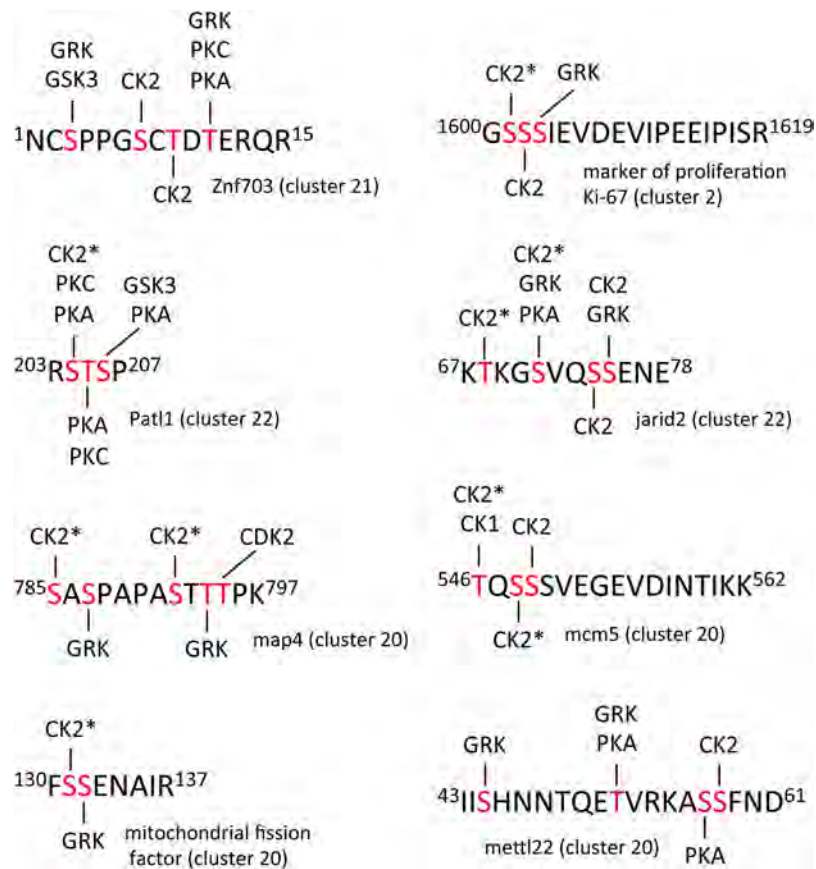 GRK
PKC
PKA
GRK
GSK3
CK2
1NCSPPGSCTDTERQR15
CK2
Znf703 (cluster 21)
CK2*
GRK
1600GSSSIEVDEVIPEEIPISR1619
CK2
marker of proliferation
Ki-67 (cluster 2)
CK2*
PKC
PKA
GSK3
PKA
203RSTSP207
PKA
PKC
Patl1 (cluster 22)
CK2*
CK2*
GRK
PKA
CK2
GRK
67KTKGSVQSSENE78
CK2
jarid2 (cluster 22)
CK2*
CK2*
CDK2
785SASPAPASTTTPK797
GRK
GRK
map4 (cluster 20)
CK2*
CK1
CK2
546TQSSSVEGEVDINTIKK562
CK2*
mcm5 (cluster 20)
CK2*
130FSSENAIR137
GRK
mitochondrial fission
factor (cluster 20)
GRK
GRK
PKA
CK2
43IISHNNTQETVRKASSFND61
PKA
mettl22 (cluster 20)